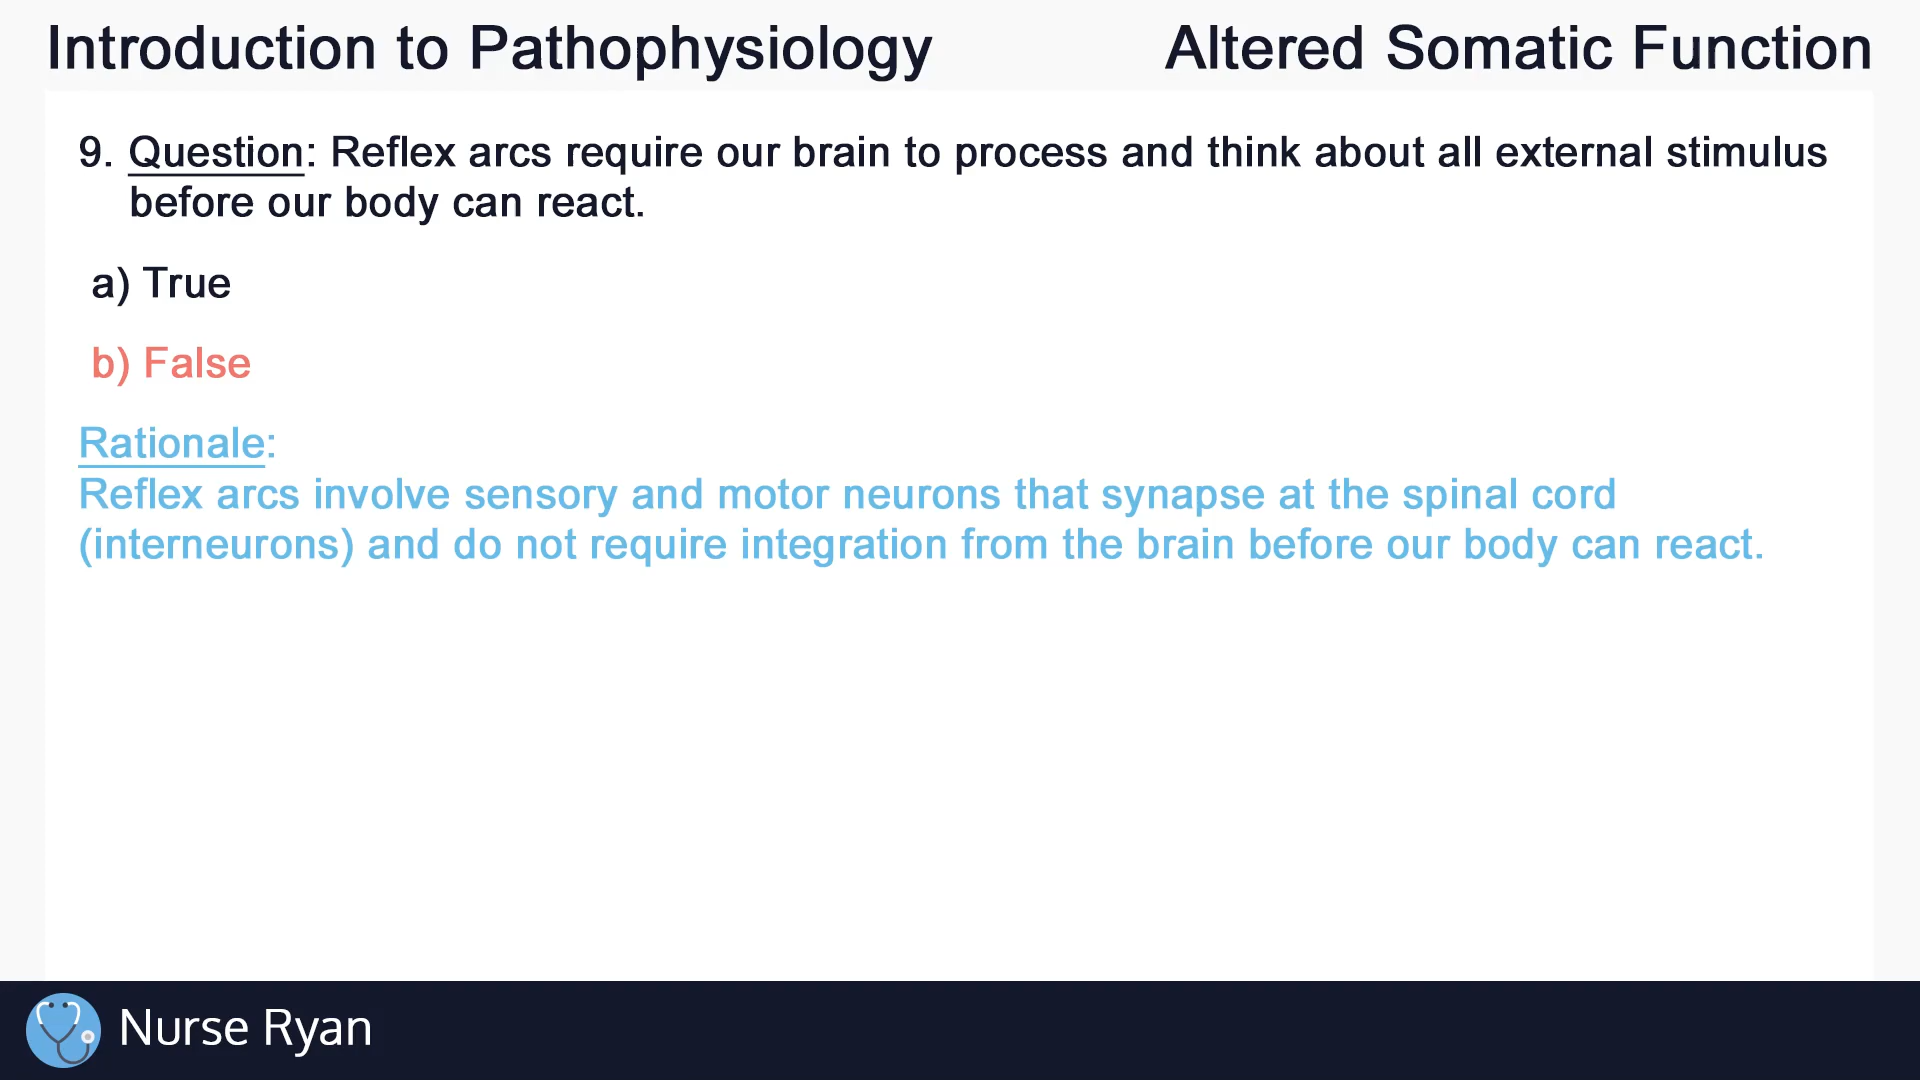 Introduction to Pathophysiology
Altered Somatic Function
9. Question: Reflex arcs require our brain to process and think about all external stimulus
before our body can react.
a) True
b) False
Rationale:
Reflex arcs involve sensory and motor neurons that synapse at the spinal cord
(interneurons) and do not require integration from the brain before our body can react.
Nurse Ryan